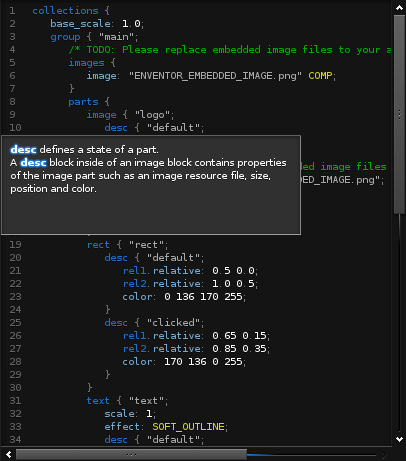 1 collections {
2 base_scale: 1.0;
3 group { "main";
4 /* TODO: Please replace embedded image files to your a
5 images {
6 image: "ENVENTOR_EMBEDDED_IMAGE.png" COMP;
7 }
8 parts {
9 image { "logo";
10 desc { "default";
desc defines a state of a part.
A desc block inside of an image block contains properties
of the image part such as an image resource file, size,
position and color.
ed image files
DED_IMAGE.png";
19 rect { "rect";
20 desc { "default";
21 rel1.relative: 0.5 0.0;
22 rel2.relative: 1.0 0.5;
23 color: 0 136 170 255;
24 }
25 desc { "clicked";
26 rel1.relative: 0.65 0.15;
27 rel2.relative: 0.85 0.35;
28 color: 170 136 0 255;
29 }
30 }
31 text { "text";
32 scale: 1;
33 effect: SOFT_OUTLINE;
34 desc { "default";